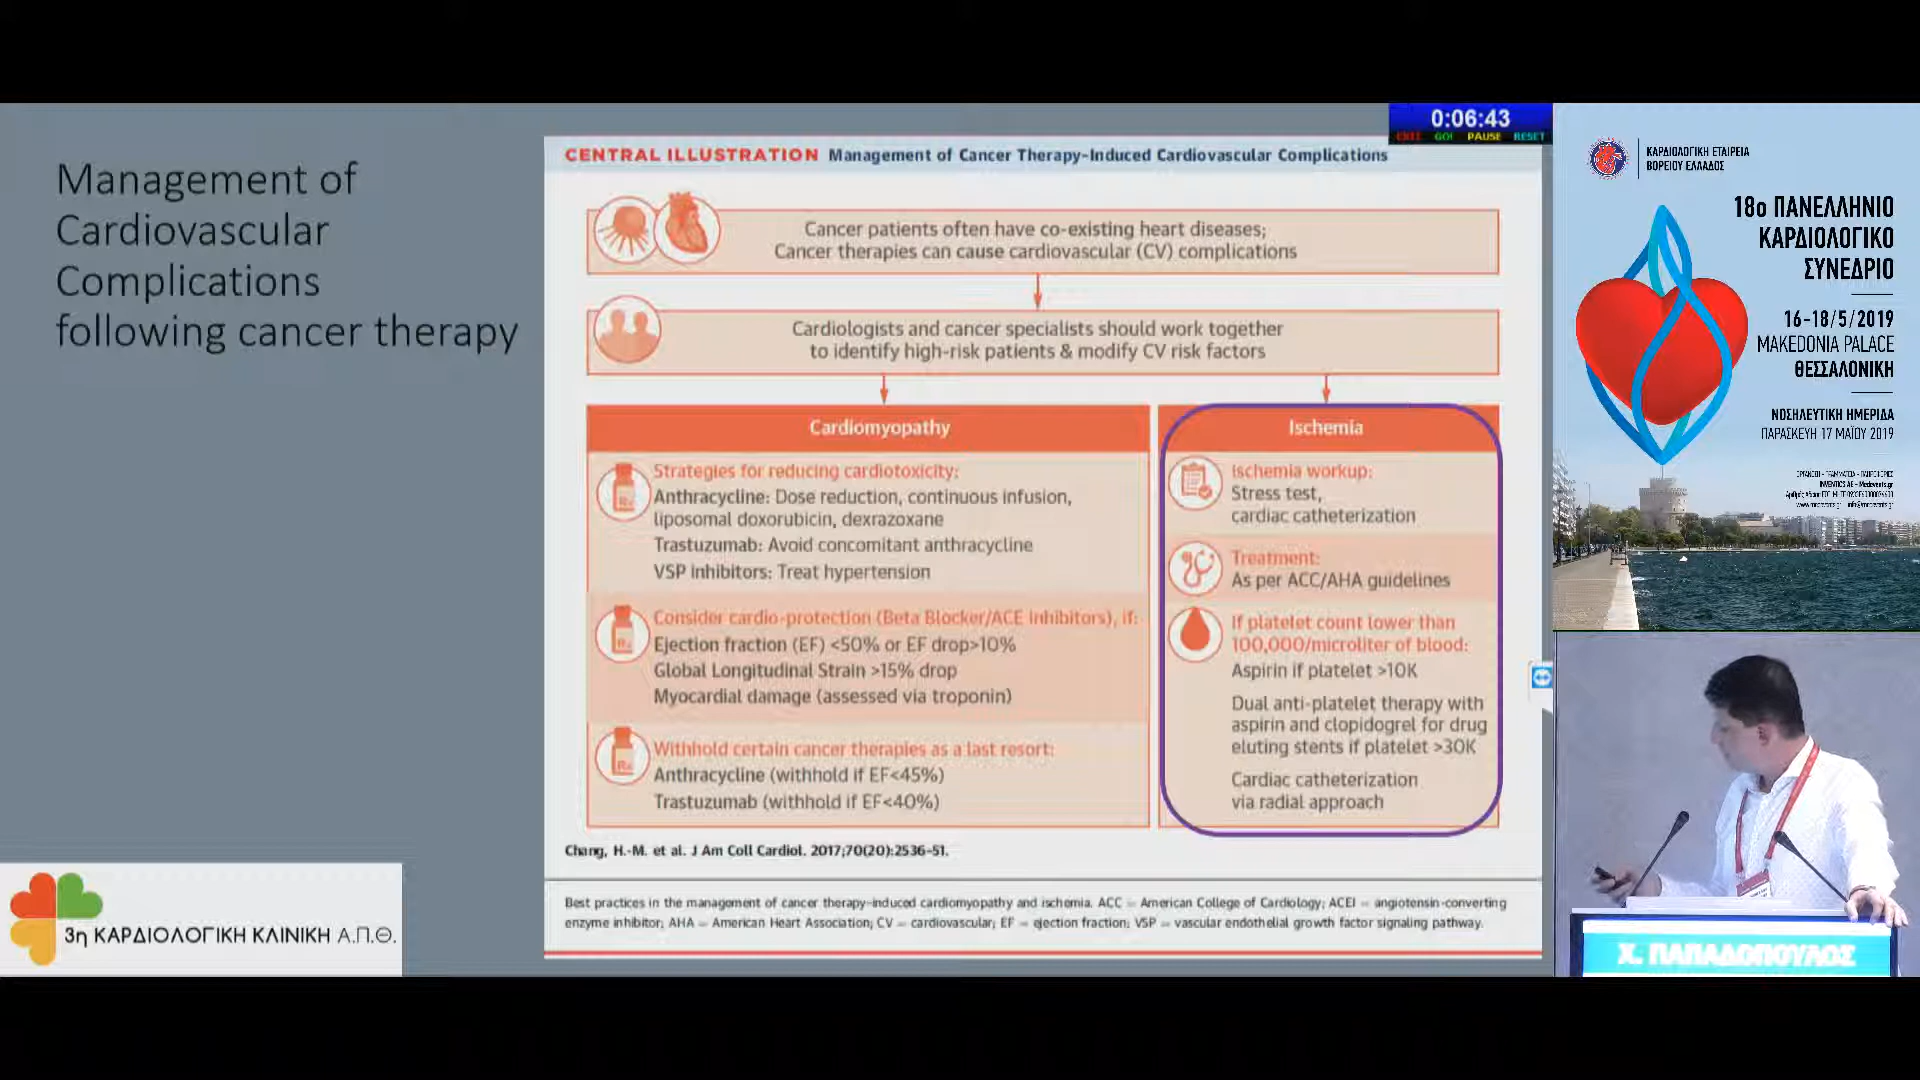 Management of
Cardiovascular
Complications
following cancer therapy
3η ΚΑΡΔΙΟΛΟΓΙΚΗ ΚΛΙΝΙΚΗ Α.Π.Θ.
0:06:43
EXIT GO! PAUSE RESET
CENTRAL ILLUSTRATION Management of Cancer Therapy-Induced Cardiovascular Complications
Cancer patients often have co-existing heart diseases;
Cancer therapies can cause cardiovascular (CV) complications
Cardiologists and cancer specialists should work together
to identify high-risk patients & modify CV risk factors
Cardiomyopathy
Strategies for reducing cardiotoxicity:
Anthracycline: Dose reduction, continuous infusion,
liposomal doxorubicin, dexrazoxane
Trastuzumab: Avoid concomitant anthracycline
VSP inhibitors: Treat hypertension
Consider cardio-protection (Beta Blocker/ACE Inhibitors), if:
Ejection fraction (EF) <50% or EF drop>10%
Global Longitudinal Strain >15% drop
Myocardial damage (assessed via troponin)
Withhold certain cancer therapies as a last resort:
Anthracycline (withhold if EF<45%)
Trastuzumab (withhold if EF<40%)
Ischemia
Ischemia workup:
Stress test,
cardiac catheterization
Treatment:
As per ACC/AHA guidelines
If platelet count lower than
100,000/microliter of blood:
Aspirin if platelet >10K
Dual anti-platelet therapy with
aspirin and clopidogrel for drug
eluting stents if platelet >30K
Cardiac catheterization
via radial approach
Chang, H.-M. et al. J Am Coll Cardiol. 2017;70(20):2536-51.
Best practices in the management of cancer therapy-induced cardiomyopathy and ischemia. ACC = American College of Cardiology; ACEI = angiotensin-converting
enzyme inhibitor; AHA = American Heart Association; CV = cardiovascular; EF = ejection fraction; VSP = vascular endothelial growth factor signaling pathway.
ΚΑΡΔΙΟΛΟΓΙΚΗ ΕΤΑΙΡΕΙΑ
ΒΟΡΕΙΟΥ ΕΛΛΑΔΟΣ
18ο ΠΑΝΕΛΛΗΝΙΟ
ΚΑΡΔΙΟΛΟΓΙΚΟ
ΣΥΝΕΔΡΙΟ
16-18/5/2019
MAKEDONIA PALACE
ΘΕΣΣΑΛΟΝΙΚΗ
ΝΟΣΗΛΕΥΤΙΚΗ ΗΜΕΡΙΔΑ
ΠΑΡΑΣΚΕΥΗ 17 ΜΑΪΟΥ 2019
Χ. ΠΑΠΑΔΟΠΟΥΛΟΣ